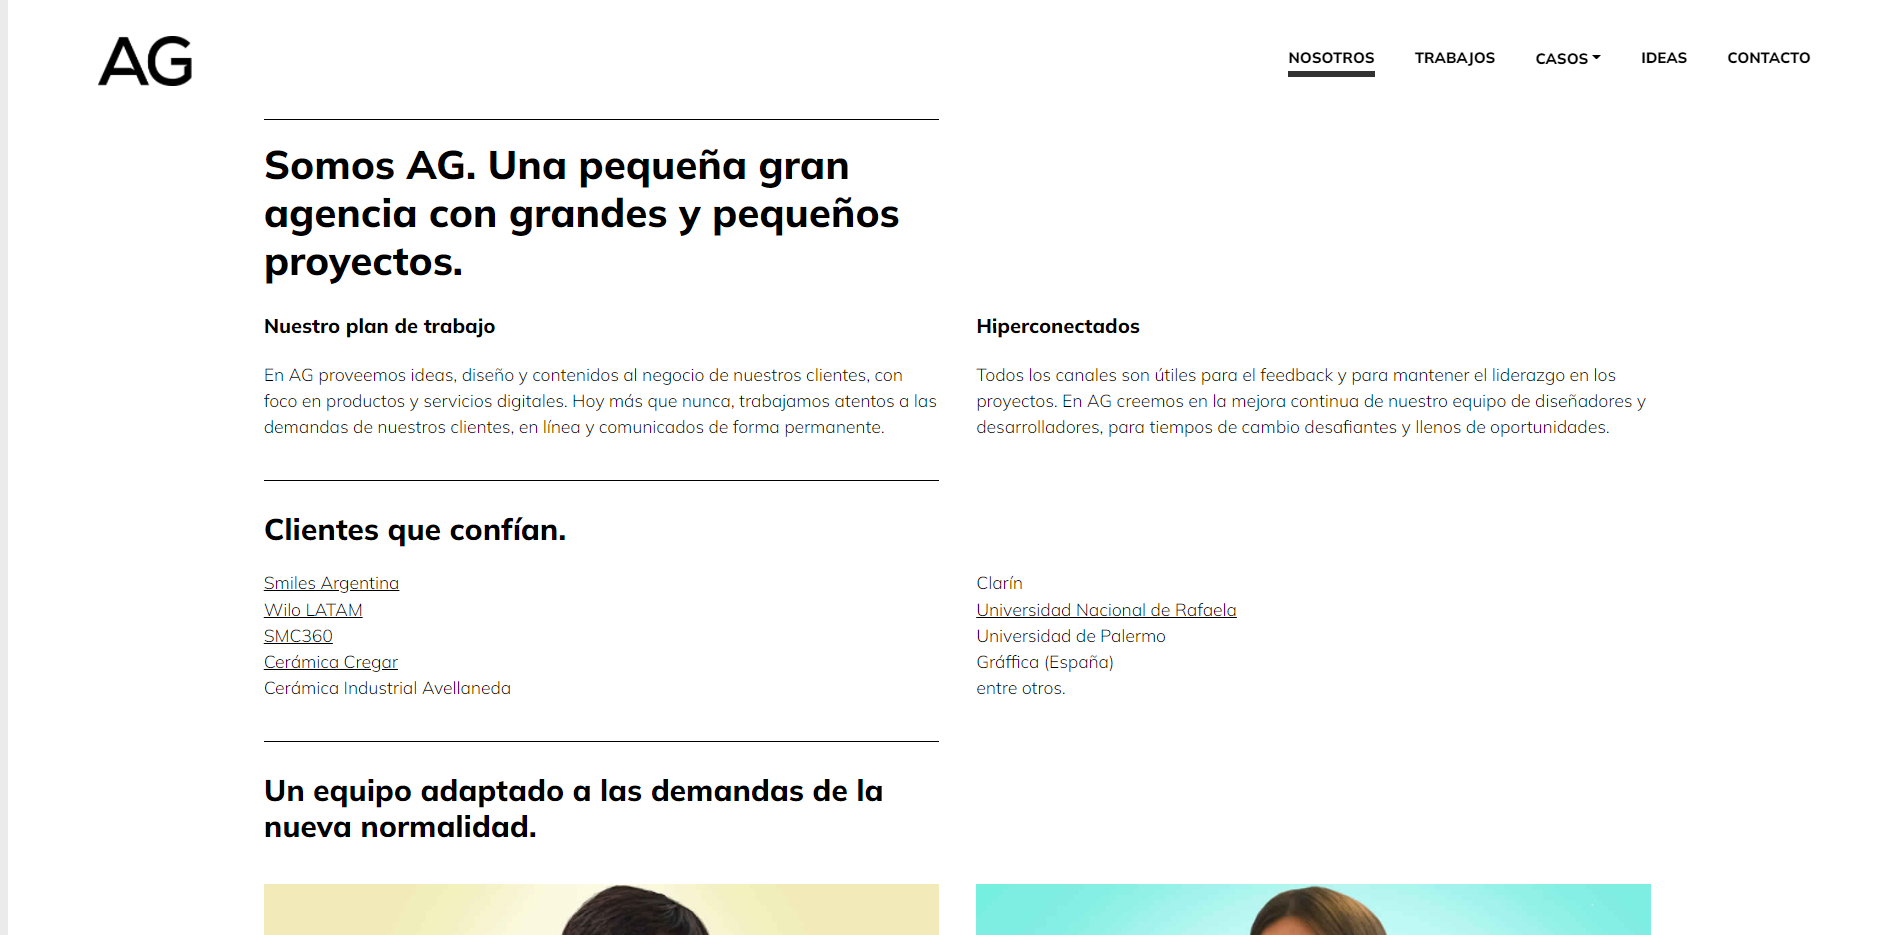 AG
NOSOTROS
TRABAJOS
CASOS
IDEAS
CONTACTO
Somos AG. Una pequeña gran
agencia con grandes y pequeños
proyectos.
Nuestro plan de trabajo
En AG proveemos ideas, diseño y contenidos al negocio de nuestros clientes, con
foco en productos y servicios digitales. Hoy más que nunca, trabajamos atentos a las
demandas de nuestros clientes, en línea y comunicados de forma permanente.
Hiperconectados
Todos los canales son útiles para el feedback y para mantener el liderazgo en los
proyectos. En AG creemos en la mejora continua de nuestro equipo de diseñadores y
desarrolladores, para tiempos de cambio desafiantes y llenos de oportunidades.
Clientes que confían.
Smiles Argentina
Wilo LATAM
SMC360
Cerámica Cregar
Cerámica Industrial Avellaneda
Clarín
Universidad Nacional de Rafaela
Universidad de Palermo
Gráffica (España)
entre otros.
Un equipo adaptado a las demandas de la
nueva normalidad.